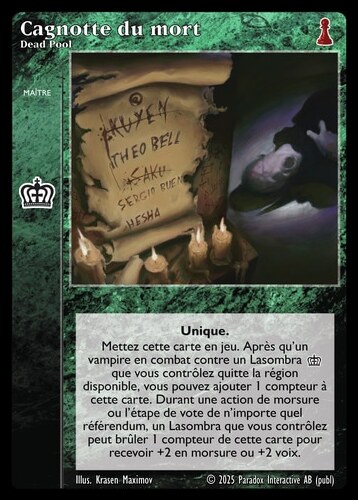 Cagnotte du mort
Dead Pool
MAÎTRE
KUYEN
THEO BELL
ASAKU
SERGIO BUEN
HESHA
Unique.
Mettez cette carte en jeu. Après qu'un
vampire en combat contre un Lasombra
que vous contrôlez quitte la région
disponible, vous pouvez ajouter 1 compteur à
cette carte. Durant une action de morsure
ou l'étape de vote de n'importe quel
référendum, un Lasombra que vous contrôlez
peut brûler 1 compteur de cette carte pour
recevoir +2 en morsure ou +2 voix.
Illus. Krasen Maximov
© 2025 Paradox Interactive AB (publ)